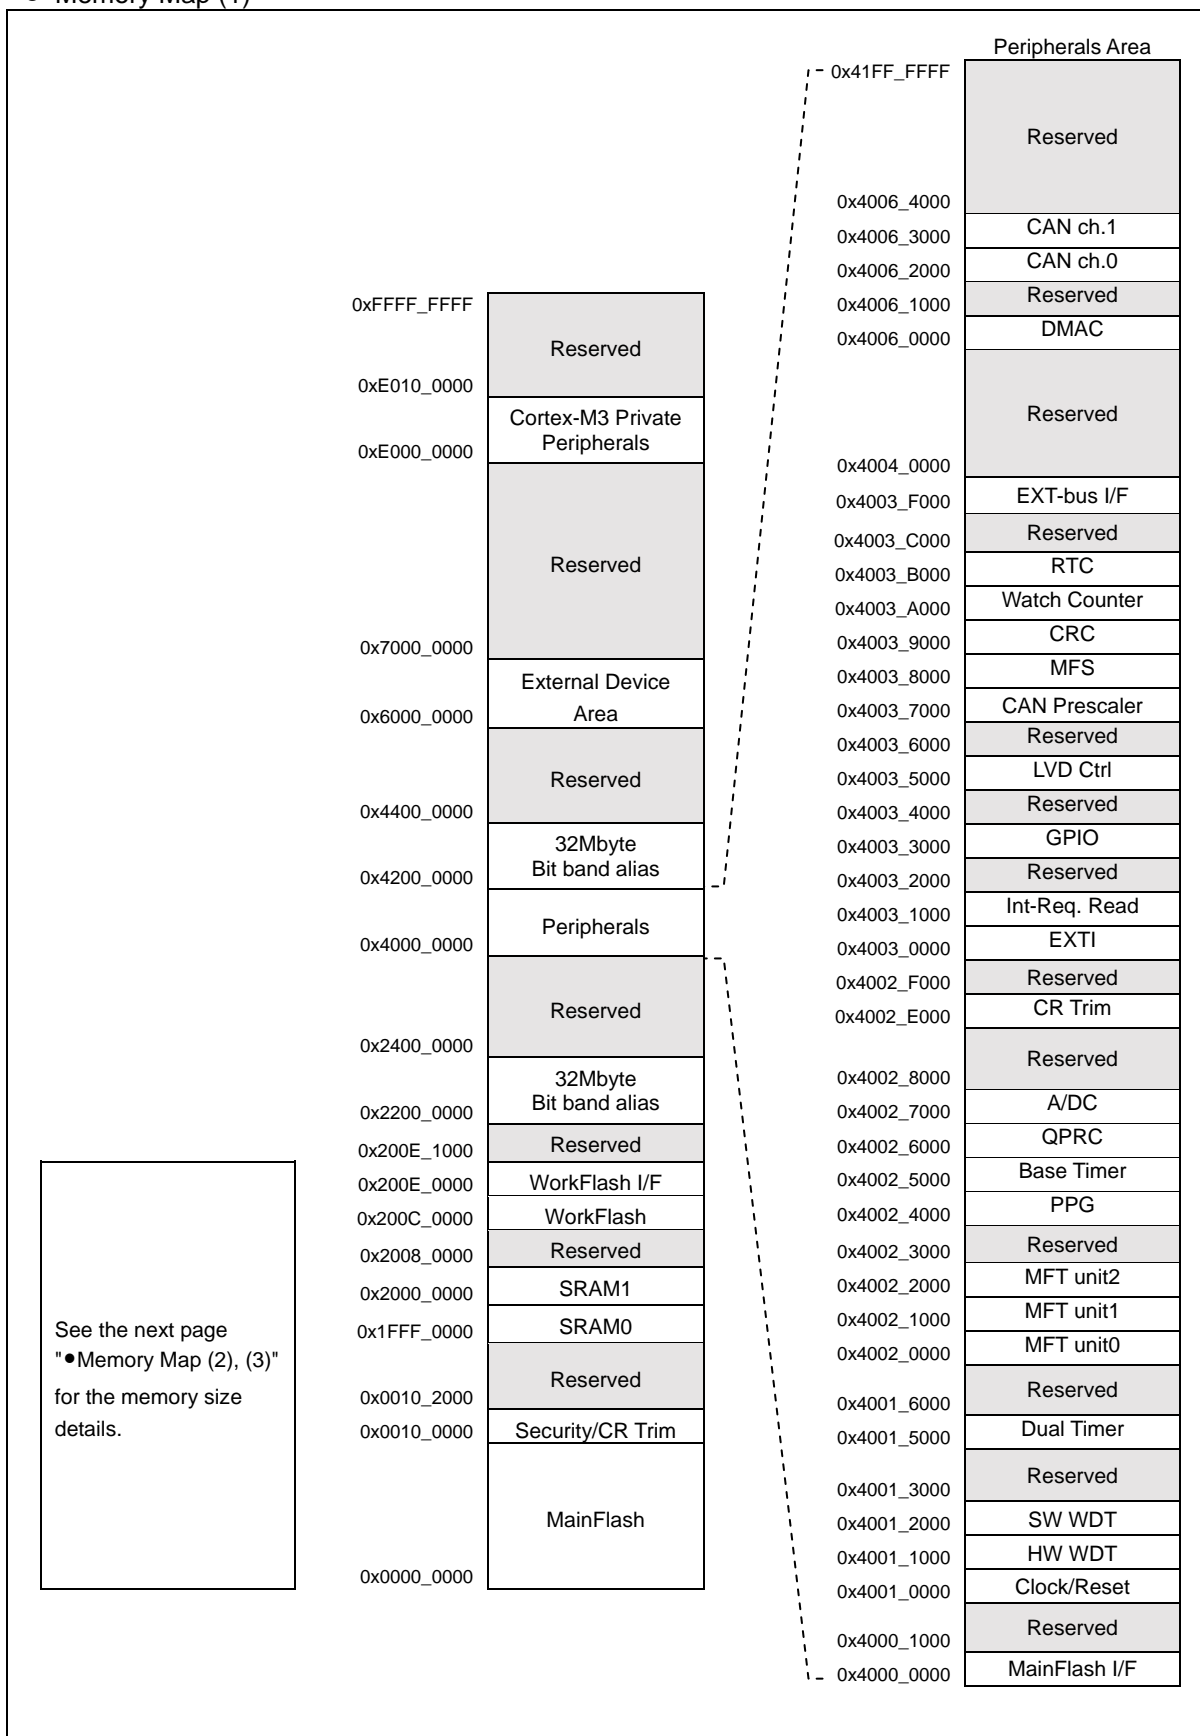 ● Memory Map (1)
Peripherals Area
0x41FF_FFFF
Reserved
0x4006_4000
CAN ch.1
0x4006_3000
CAN ch.0
0x4006_2000
Reserved
0x4006_1000
DMAC
0x4006_0000
Reserved
0x4004_0000
EXT-bus I/F
0x4003_F000
Reserved
0x4003_C000
RTC
0x4003_B000
Watch Counter
0x4003_A000
CRC
0x4003_9000
MFS
0x4003_8000
CAN Prescaler
0x4003_7000
Reserved
0x4003_6000
LVD Ctrl
0x4003_5000
Reserved
0x4003_4000
GPIO
0x4003_3000
Reserved
0x4003_2000
Int-Req. Read
0x4003_1000
EXTI
0x4003_0000
Reserved
0x4002_F000
CR Trim
0x4002_E000
Reserved
0x4002_8000
A/DC
0x4002_7000
QPRC
0x4002_6000
Base Timer
0x4002_5000
PPG
0x4002_4000
Reserved
0x4002_3000
MFT unit2
0x4002_2000
MFT unit1
0x4002_1000
MFT unit0
0x4002_0000
Reserved
0x4001_6000
Dual Timer
0x4001_5000
Reserved
0x4001_3000
SW WDT
0x4001_2000
HW WDT
0x4001_1000
Clock/Reset
0x4001_0000
Reserved
0x4000_1000
MainFlash I/F
0x4000_0000
0xFFFF_FFFF
Reserved
0xE010_0000
Cortex-M3 Private
Peripherals
0xE000_0000
Reserved
0x7000_0000
External Device
Area
0x6000_0000
Reserved
0x4400_0000
32Mbyte
Bit band alias
0x4200_0000
Peripherals
0x4000_0000
Reserved
0x2400_0000
32Mbyte
Bit band alias
0x2200_0000
Reserved
0x200E_1000
WorkFlash I/F
0x200E_0000
WorkFlash
0x200C_0000
Reserved
0x2008_0000
SRAM1
0x2000_0000
SRAM0
0x1FFF_0000
Reserved
0x0010_2000
Security/CR Trim
0x0010_0000
MainFlash
0x0000_0000
See the next page
"●Memory Map (2), (3)"
for the memory size
details.